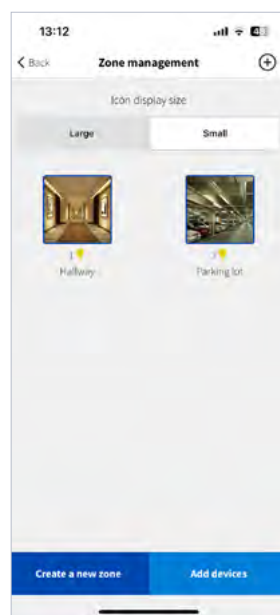 13:12
Back
Zone management
Icon display size
Large
Small
1
Hallway
Parking lot
Create a new zone
Add devices